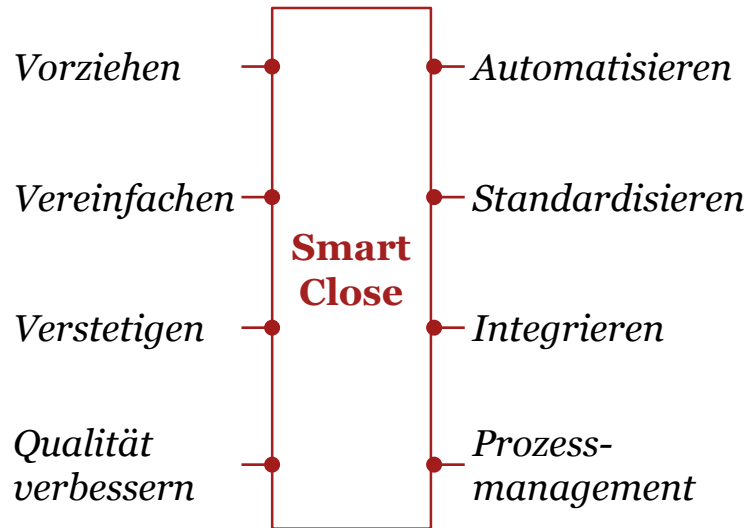 Vorziehen
Automatisieren
Vereinfachen
Standardisieren
Smart
Close
Verstetigen
Integrieren
Qualität
verbessern
Prozess-
management